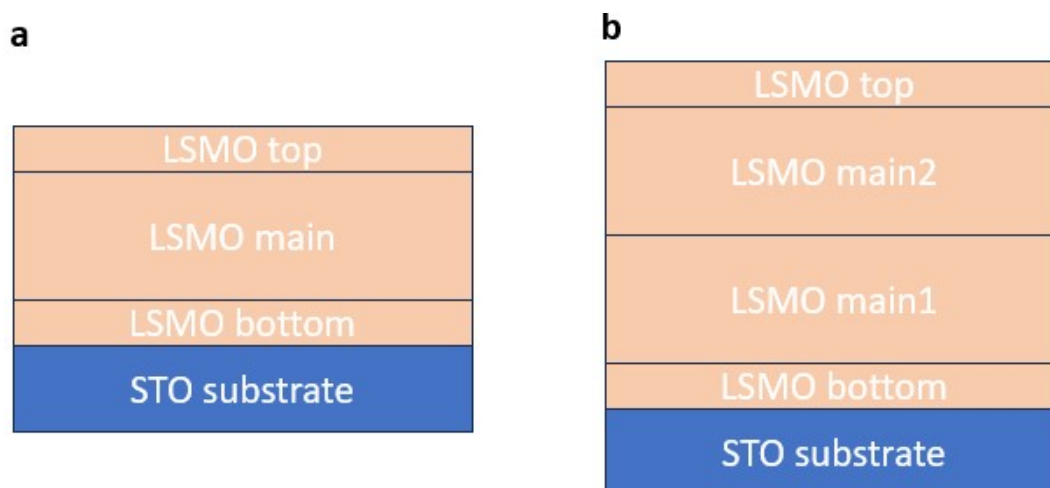 a
LSMO top
LSMO main
LSMO bottom
STO substrate
b
LSMO top
LSMO main2
LSMO main1
LSMO bottom
STO substrate